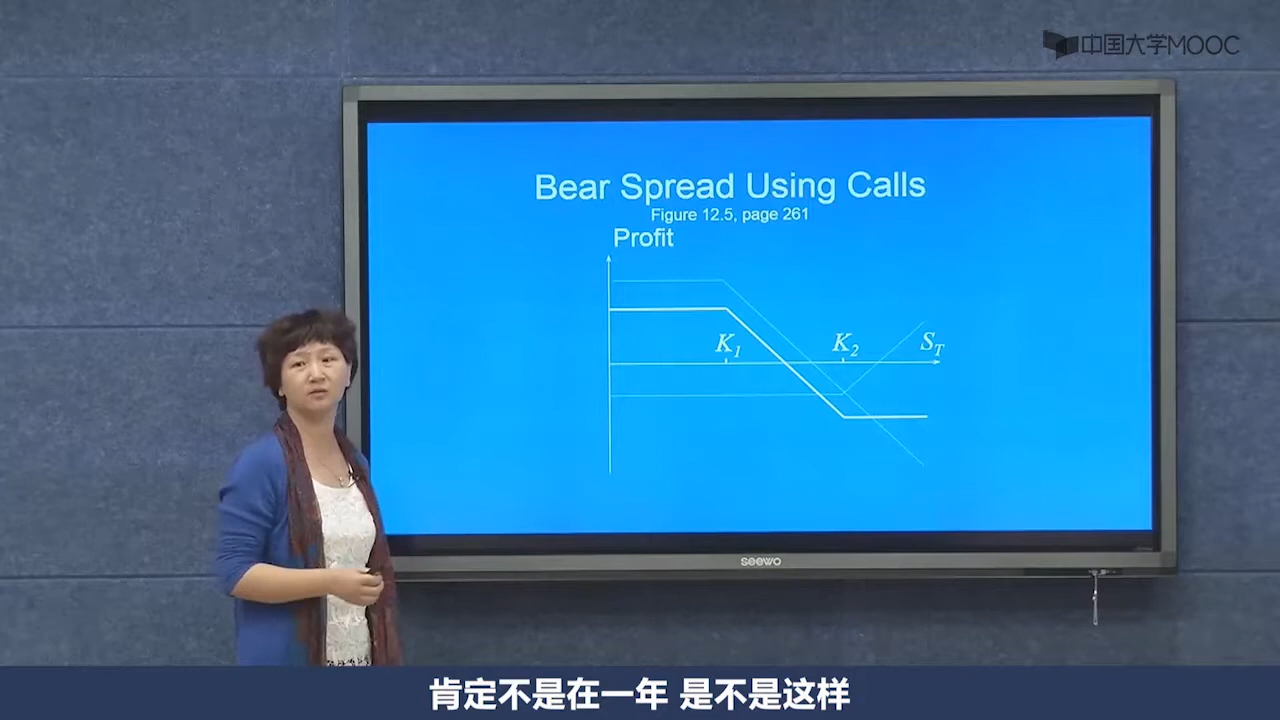 中国大学MOOC
Bear Spread Using Calls
Figure 12.5, page 261
Profit
K1 K2 ST
seewo
肯定不是在一年 是不是这样